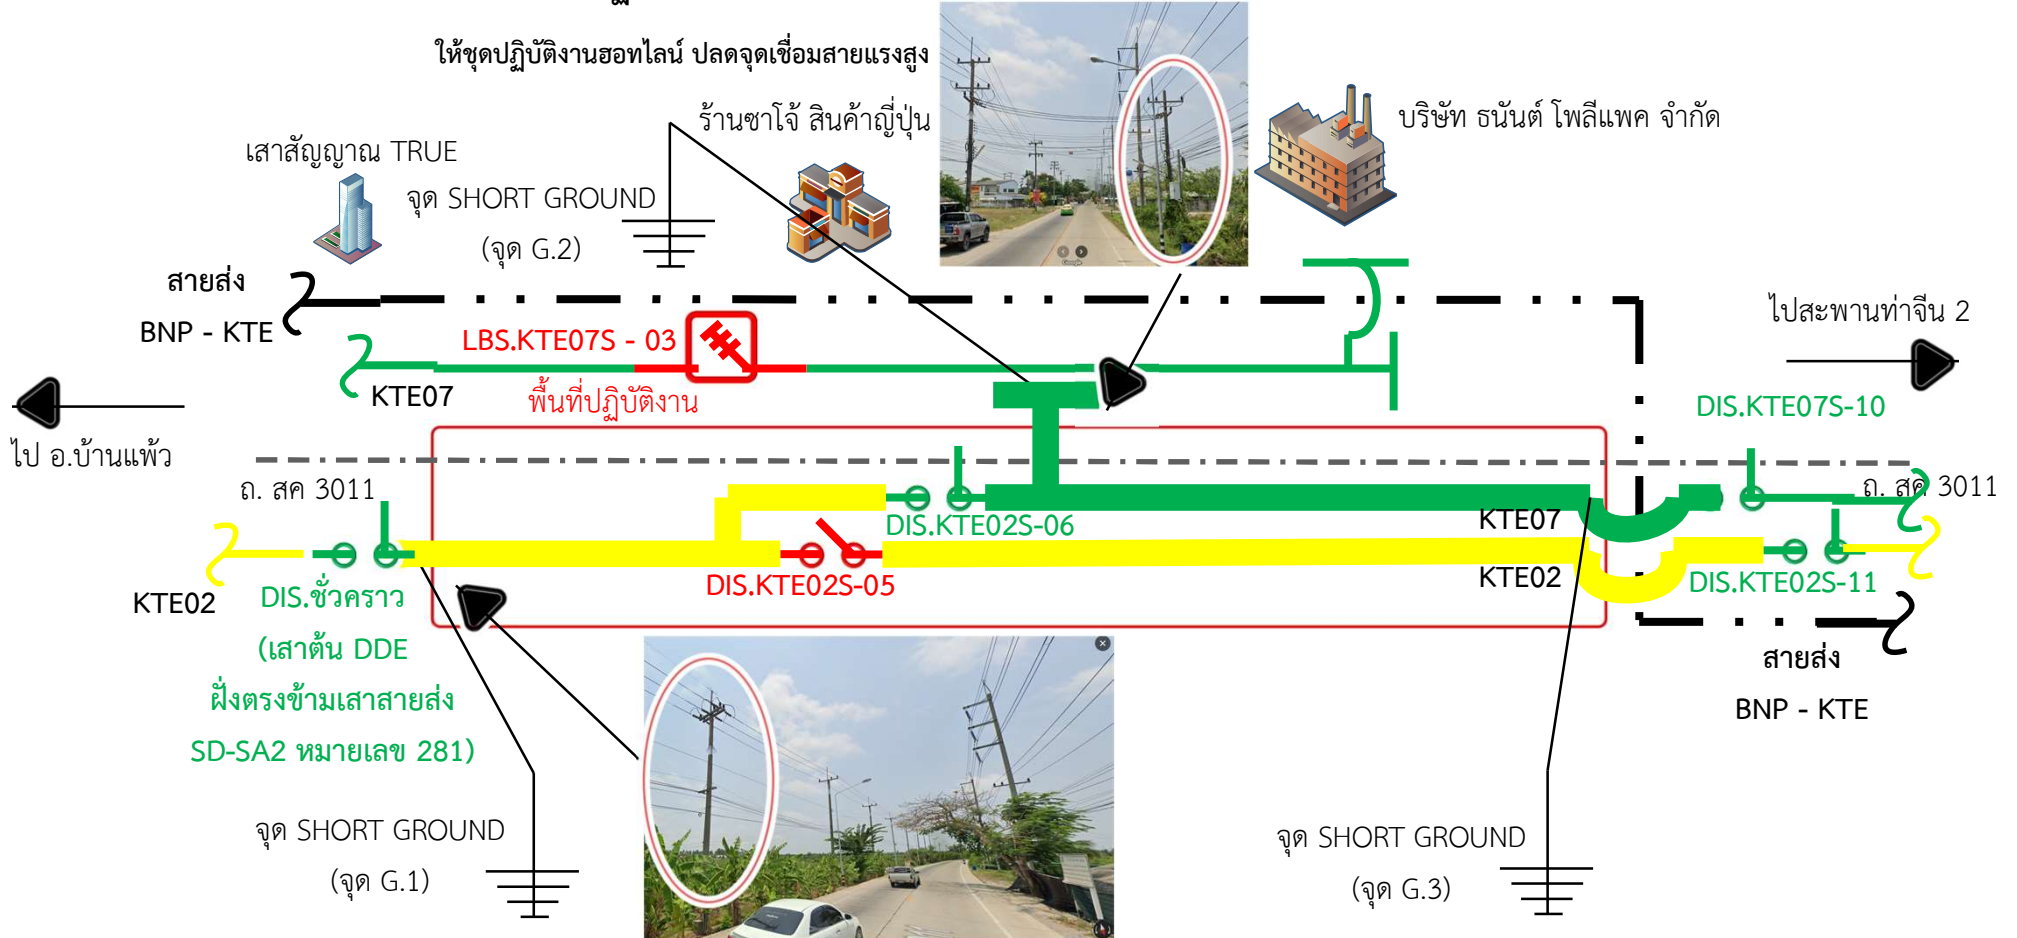 ให้ชุดปฏิบัติงานฮอทไลน์ ปลดจุดเชื่อมสายแรงสูง
ร้านซาโจ้ สินค้าญี่ปุ่น
บริษัท ธนันต์ โพลีแพค จำกัด
เสาสัญญาณ TRUE
จุด SHORT GROUND
(จุด G.2)
สายส่ง
BNP - KTE
LBS.KTE07S - 03
พื้นที่ปฏิบัติงาน
KTE07
ไปสะพานท่าจีน 2
DIS.KTE07S-10
ไป อ.บ้านแพ้ว
ถ. สค 3011
ถ. สค 3011
DIS.KTE02S-06
KTE07
KTE02
DIS.KTE02S-05
DIS.KTE02S-11
KTE02
DIS.ชั่วคราว
(เสาต้น DDE
ฝั่งตรงข้ามเสาสายส่ง
SD-SA2 หมายเลข 281)
สายส่ง
BNP - KTE
จุด SHORT GROUND
(จุด G.1)
จุด SHORT GROUND
(จุด G.3)
Google